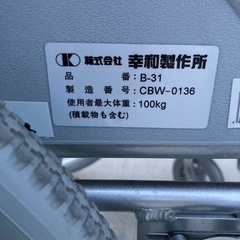 株式会社 幸和製作所
品番：B-31
製造番号：CBW-0136
使用者最大体重：100kg
(積載物も含む)